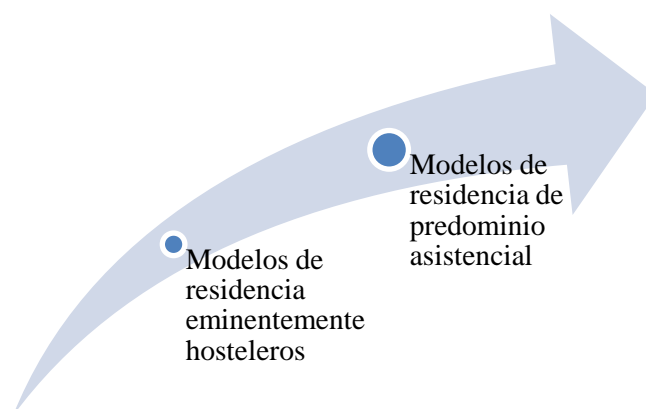 Modelos de
residencia
eminentemente
hosteleros
Modelos de
residencia de
predominio
asistencial